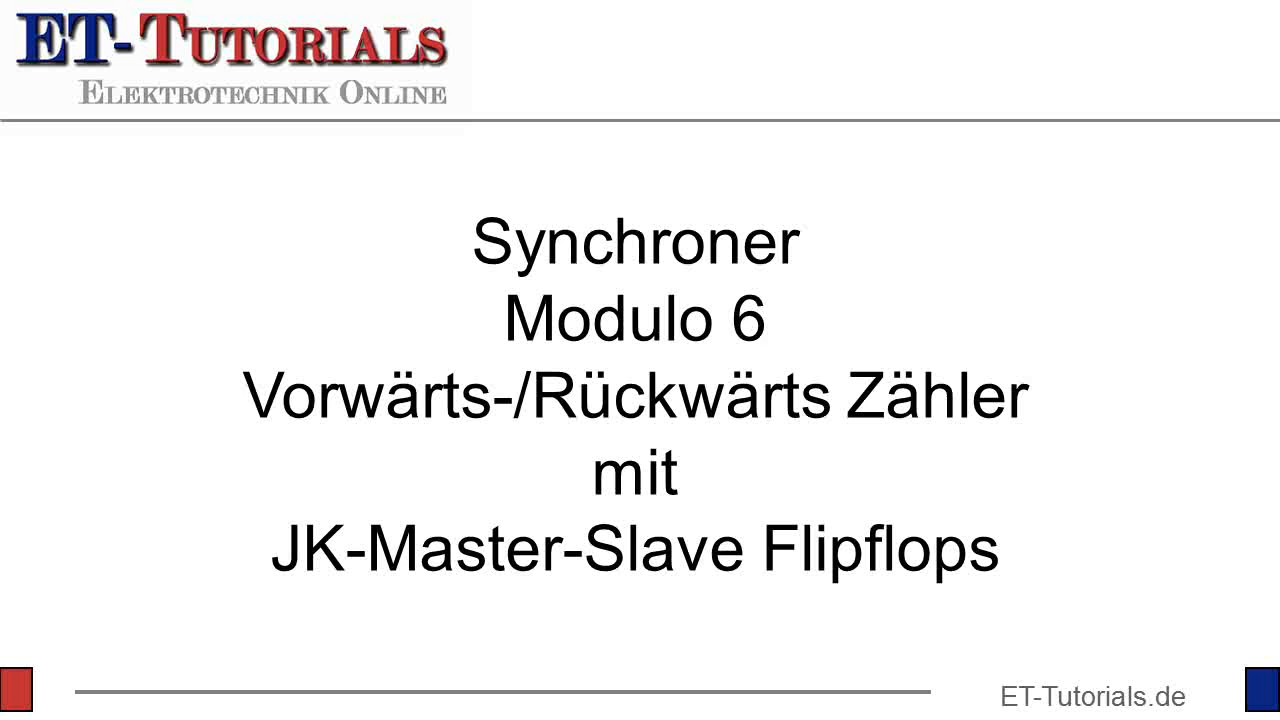 ET-Tutorials
Elektrotechnik Online
Synchroner
Modulo 6
Vorwärts-/Rückwärts Zähler
mit
JK-Master-Slave Flipflops
ET-Tutorials.de